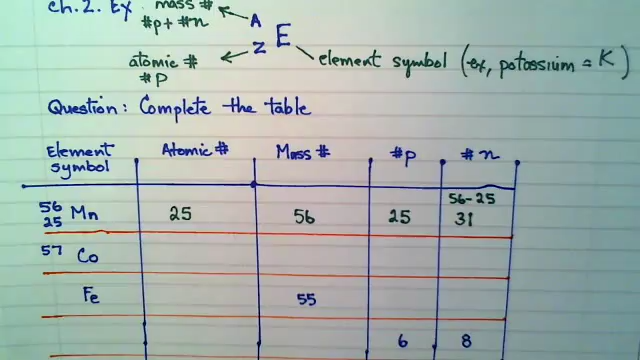 Ch. 2. Ex. mass #
#p + #n
A
Z E
atomic #
#p
element symbol (ex, potassium = K)
Question: Complete the table
Element symbol Atomic # Mass # #p #n
56-25
56 25 Mn 25 56 25 31
57 Co
Fe 55
6 8